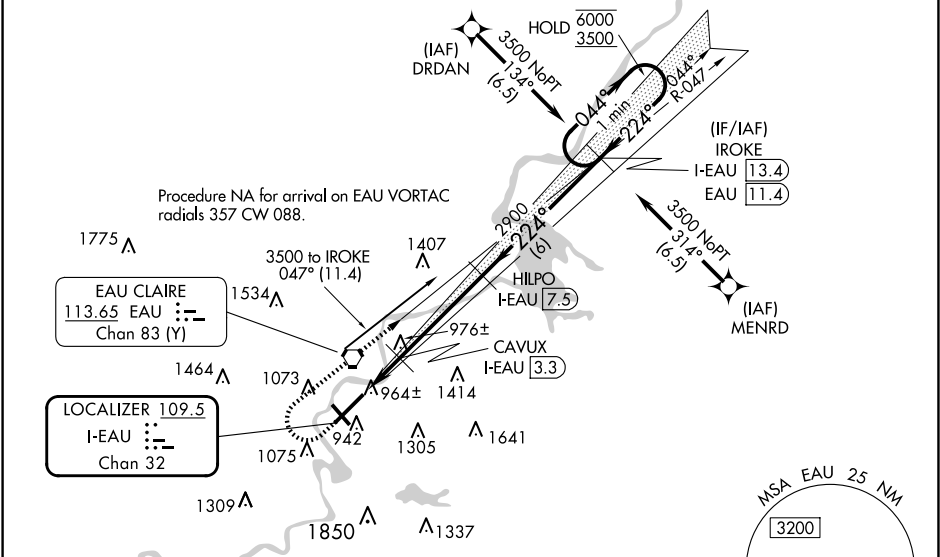 HOLD 6000
3500
(IAF)
DRDAN
3500 NoPT
134°
(6.5)
044°
1 min
224°
044°
R-047
(IF/IAF)
IROKE
I-EAU 13.4
EAU 11.4
Procedure NA for arrival on EAU VORTAC
radials 357 CW 088.
2900
224°
(6)
3500 NoPT
314°
(6.5)
(IAF)
MENRD
1775
3500 to IROKE
047° (11.4)
1407
HILPO
I-EAU 7.5
EAU CLAIRE
113.65 EAU
Chan 83 (Y)
1534
976±
CAVUX
I-EAU 3.3
1464
1073
964±
1414
LOCALIZER 109.5
I-EAU
Chan 32
942
1305
1641
1075
1309
1850
1337
MSA EAU 25 NM
3200